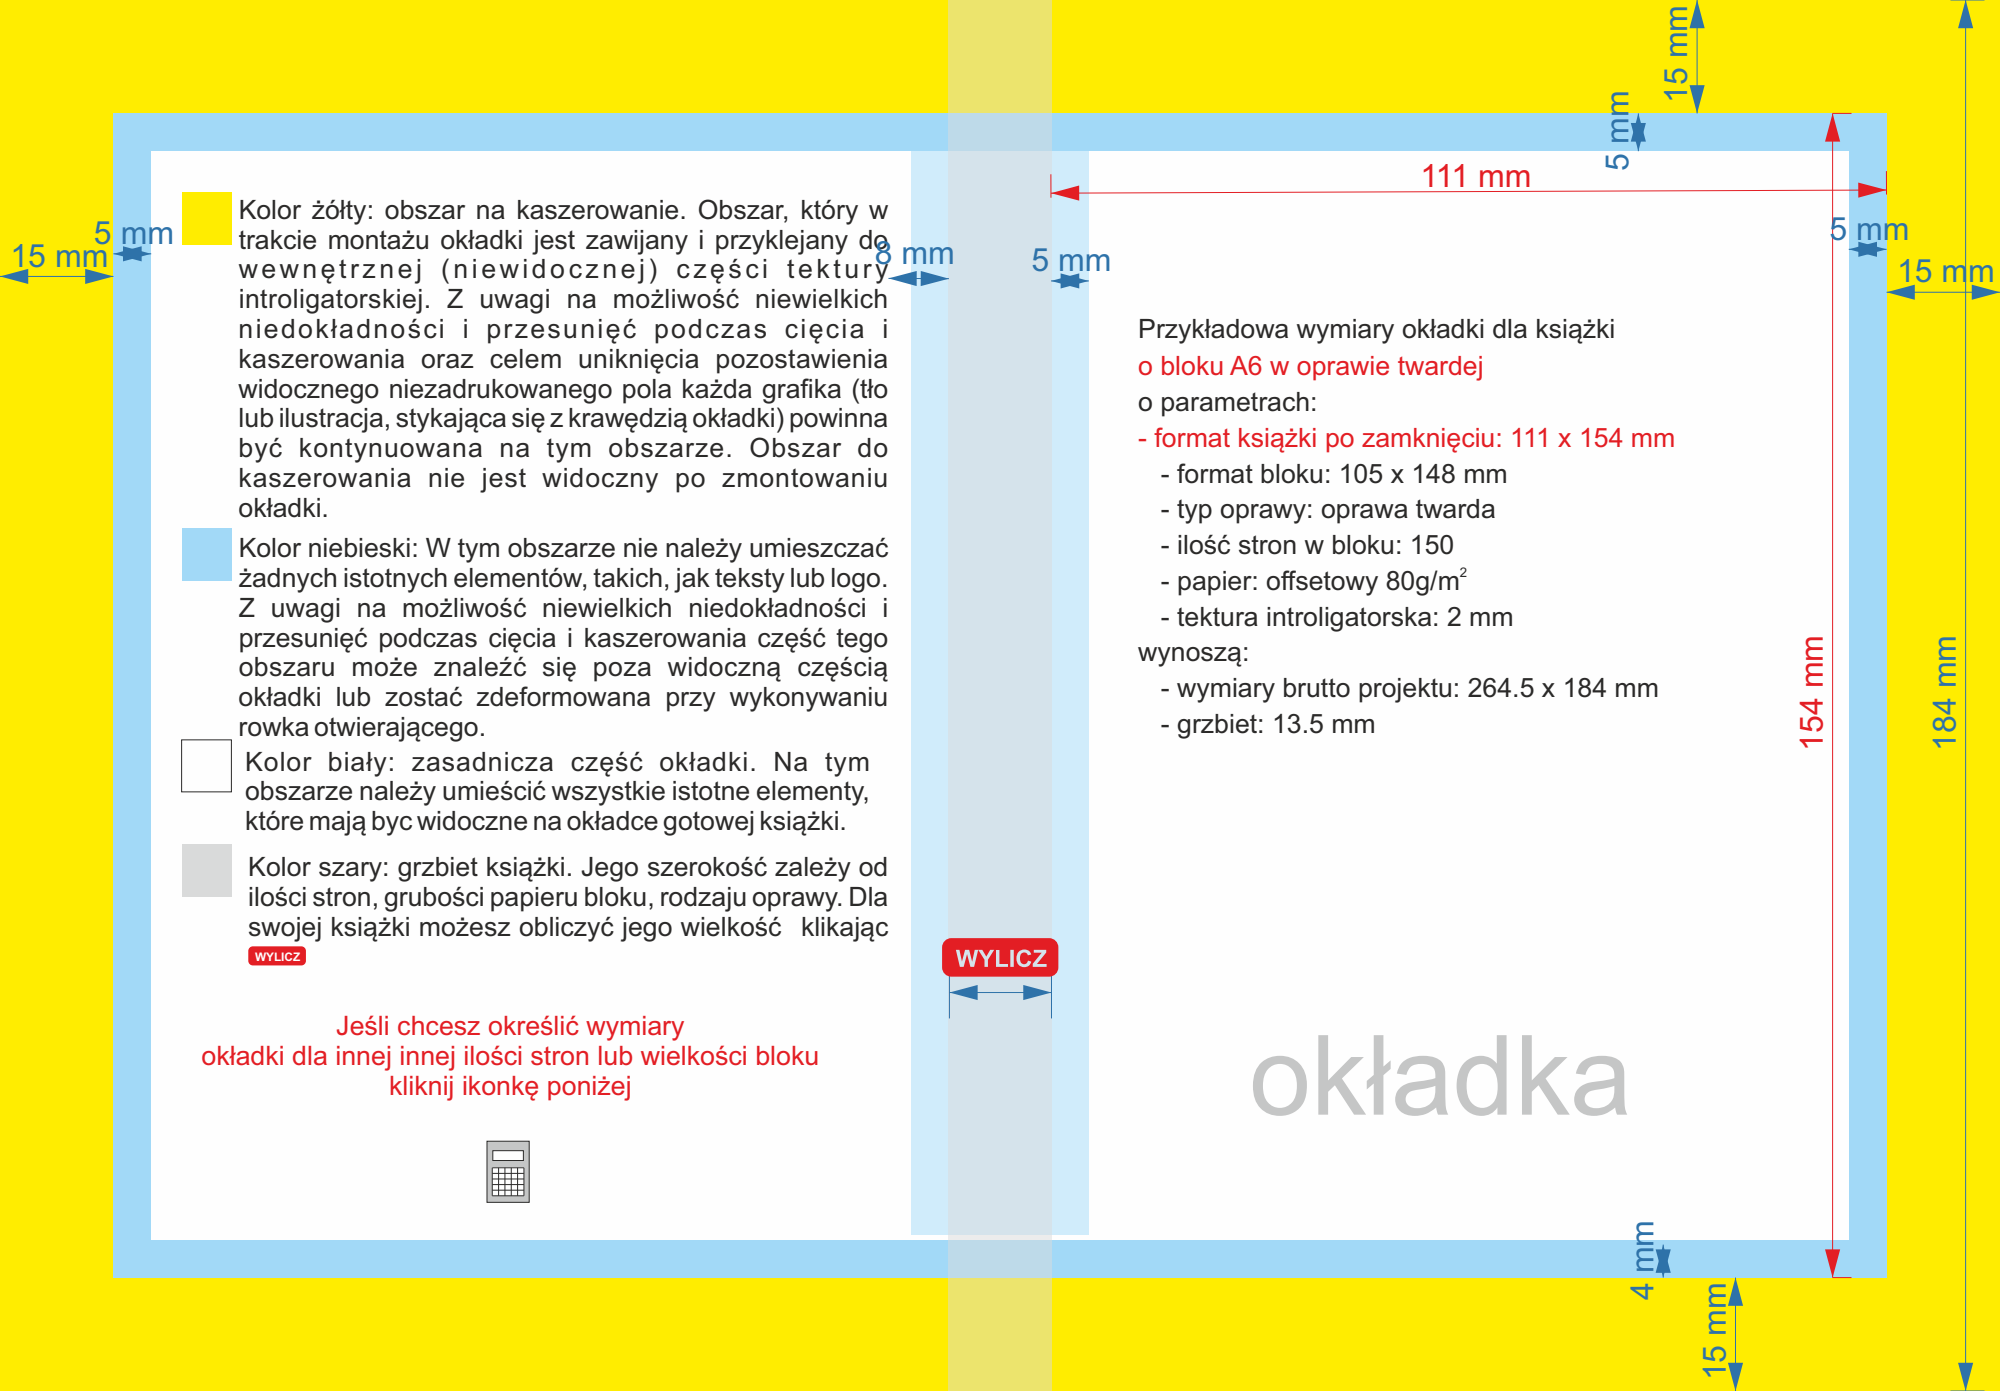 15 mm
5 mm
111 mm
5 mm
15 mm
Kolor żółty: obszar na kaszerowanie. Obszar, który w
trakcie montażu okładki jest zawijany i przyklejany do
wewnętrznej (niewidocznej) części tektury
introligatorskiej. Z uwagi na możliwość niewielkich
niedokładności i przesunięć podczas cięcia i
kaszerowania oraz celem uniknięcia pozostawienia
widocznego niezadrukowanego pola każda grafika (tło
lub ilustracja, stykająca się z krawędzią okładki) powinna
być kontynuowana na tym obszarze. Obszar do
kaszerowania nie jest widoczny po zmontowaniu
okładki.
Kolor niebieski: W tym obszarze nie należy umieszczać
żadnych istotnych elementów, takich, jak teksty lub logo.
Z uwagi na możliwość niewielkich niedokładności i
przesunięć podczas cięcia i kaszerowania część tego
obszaru może znaleźć się poza widoczną częścią
okładki lub zostać zdeformowana przy wykonywaniu
rowka otwierającego.
Kolor biały: zasadnicza część okładki. Na tym
obszarze należy umieścić wszystkie istotne elementy,
które mają byc widoczne na okładce gotowej książki.
Kolor szary: grzbiet książki. Jego szerokość zależy od
ilości stron, grubości papieru bloku, rodzaju oprawy. Dla
swojej książki możesz obliczyć jego wielkość klikając
WYLICZ
Jeśli chcesz określić wymiary
okładki dla innej innej ilości stron lub wielkości bloku
kliknij ikonkę poniżej
8 mm
5 mm
WYLICZ
5 mm
15 mm
Przykładowa wymiary okładki dla książki
o bloku A6 w oprawie twardej
o parametrach:
- format książki po zamknięciu: 111 x 154 mm
- format bloku: 105 x 148 mm
- typ oprawy: oprawa twarda
- ilość stron w bloku: 150
- papier: offsetowy 80g/m²
- tektura introligatorska: 2 mm
wynoszą:
- wymiary brutto projektu: 264.5 x 184 mm
- grzbiet: 13.5 mm
154 mm
184 mm
okładka
4 mm
15 mm